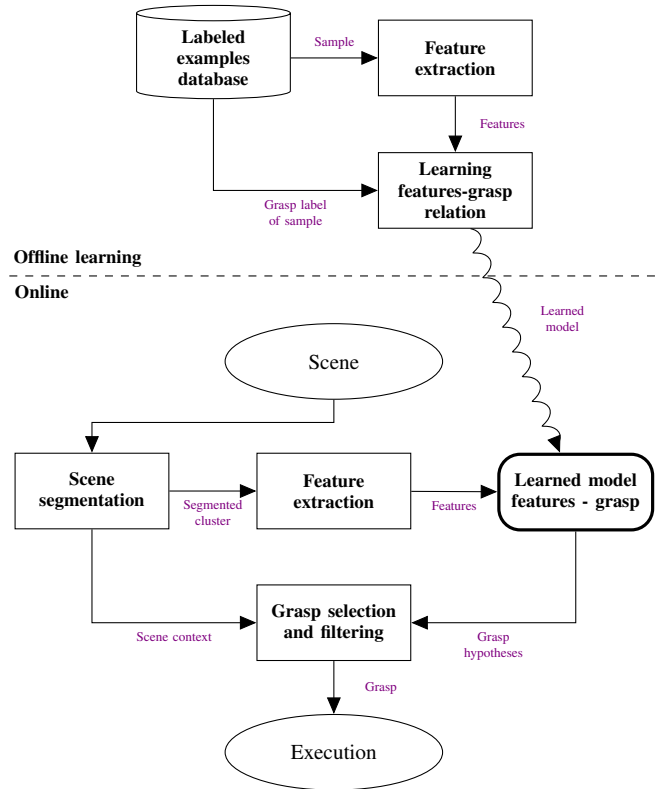 Labeled
examples
database
Sample
Feature
extraction
Features
Learning
features-grasp
relation
Grasp label
of sample
Offline learning
Online
Learned
model
Scene
Scene
segmentation
Segmented
cluster
Feature
extraction
Features
Learned model
features - grasp
Scene context
Grasp selection
and filtering
Grasp
hypotheses
Grasp
Execution